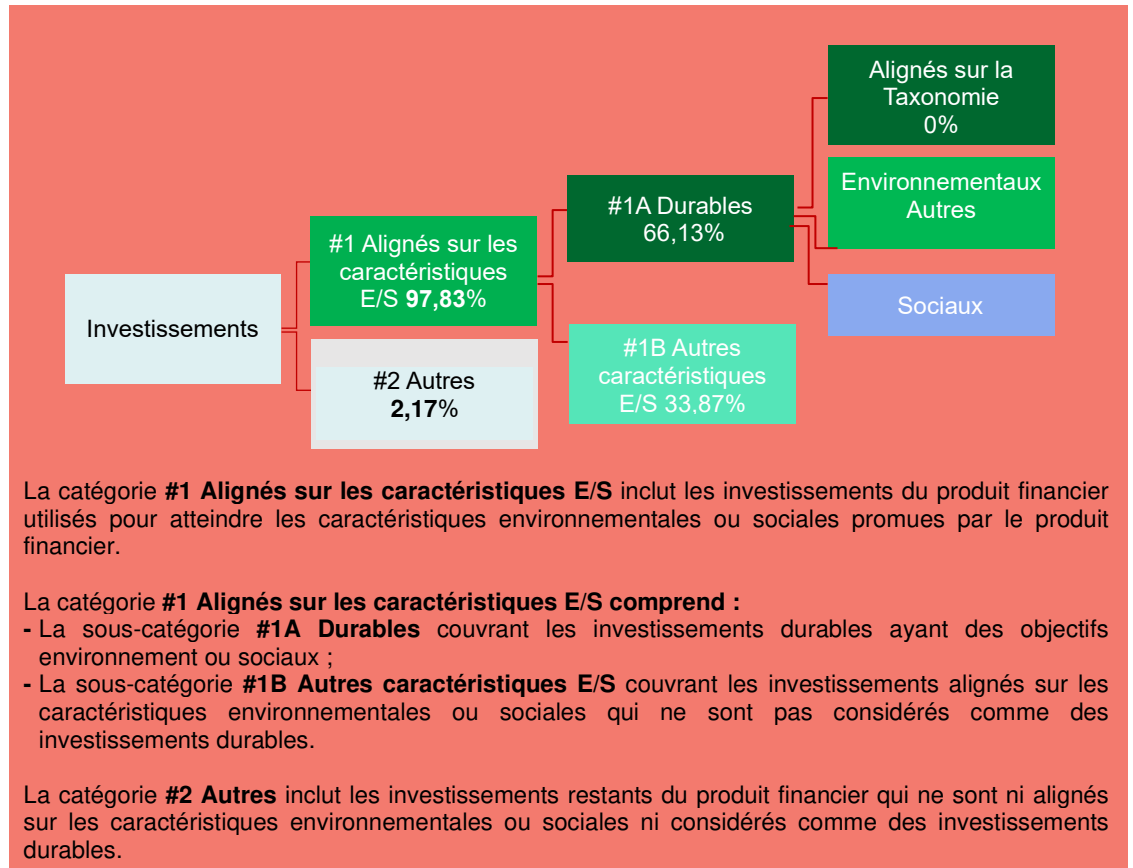 Alignés sur la
Taxonomie
0%
Environnementaux
Autres
Sociaux
#1A Durables
66,13%
#1B Autres
caractéristiques
E/S 33,87%
#1 Alignés sur les
caractéristiques
E/S 97,83%
#2 Autres
2,17%
Investissements
La catégorie #1 Alignés sur les caractéristiques E/S inclut les investissements du produit financier
utilisés pour atteindre les caractéristiques environnementales ou sociales promues par le produit
financier.
La catégorie #1 Alignés sur les caractéristiques E/S comprend :
- La sous-catégorie #1A Durables couvrant les investissements durables ayant des objectifs
environnement ou sociaux ;
- La sous-catégorie #1B Autres caractéristiques E/S couvrant les investissements alignés sur les
caractéristiques environnementales ou sociales qui ne sont pas considérés comme des
investissements durables.
La catégorie #2 Autres inclut les investissements restants du produit financier qui ne sont ni alignés
sur les caractéristiques environnementales ou sociales ni considérés comme des investissements
durables.